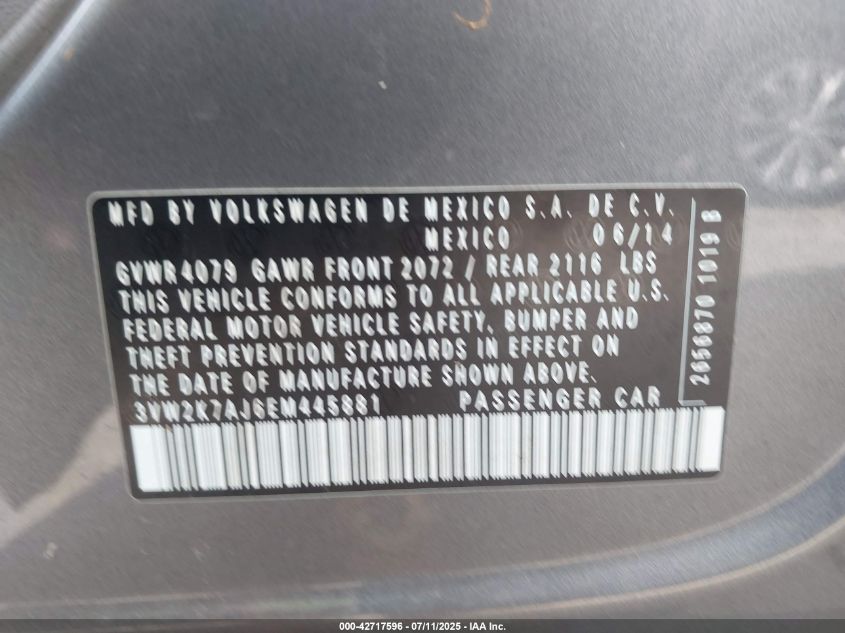 MFD BY VOLKSWAGEN DE MEXICO S.A. DE C.V.
MEXICO 06/14
GVWR 4079 GAWR FRONT 2072 / REAR 2116 LBS
THIS VEHICLE CONFORMS TO ALL APPLICABLE U.S.
FEDERAL MOTOR VEHICLE SAFETY, BUMPER AND
THEFT PREVENTION STANDARDS IN EFFECT ON
THE DATE OF MANUFACTURE SHOWN ABOVE.
3VW2K7AJ6EM445881 PASSENGER CAR
2656870 1019 B
000-42717596 - 07/11/2025 - IAA Inc.